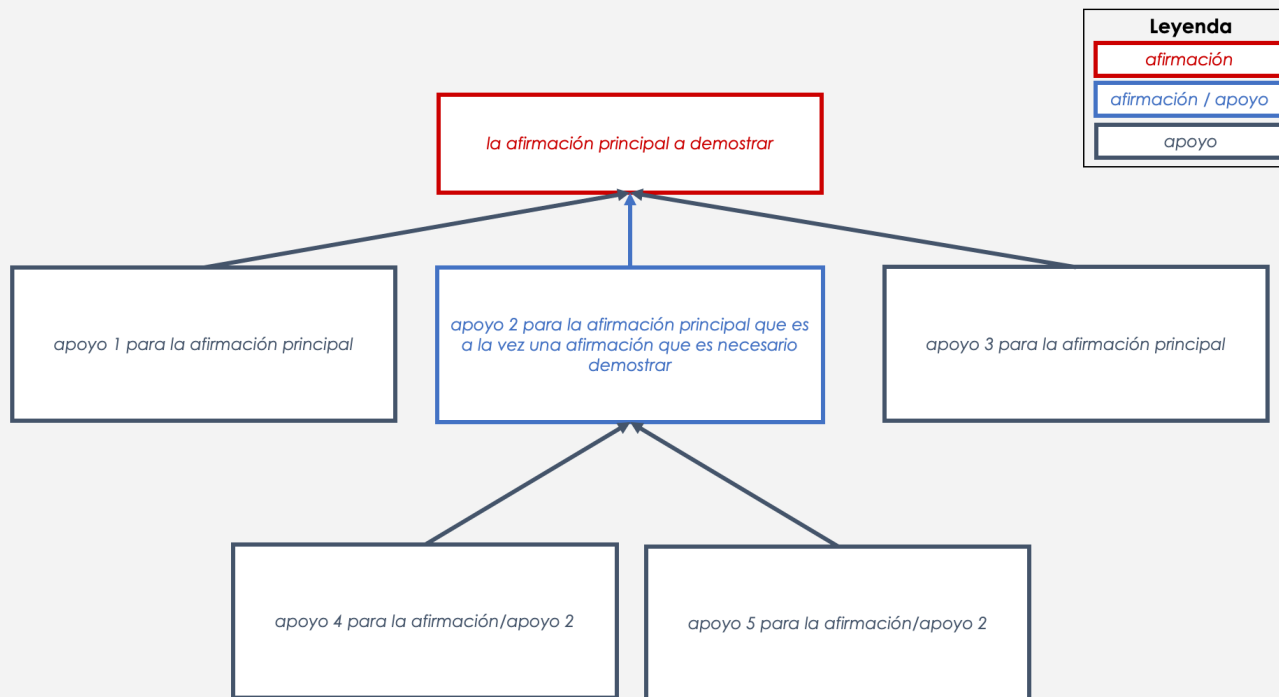 Leyenda
afirmación
afirmación / apoyo
apoyo
la afirmación principal a demostrar
apoyo 1 para la afirmación principal
apoyo 2 para la afirmación principal que es
a la vez una afirmación que es necesario
demostrar
apoyo 3 para la afirmación principal
apoyo 4 para la afirmación/apoyo 2
apoyo 5 para la afirmación/apoyo 2